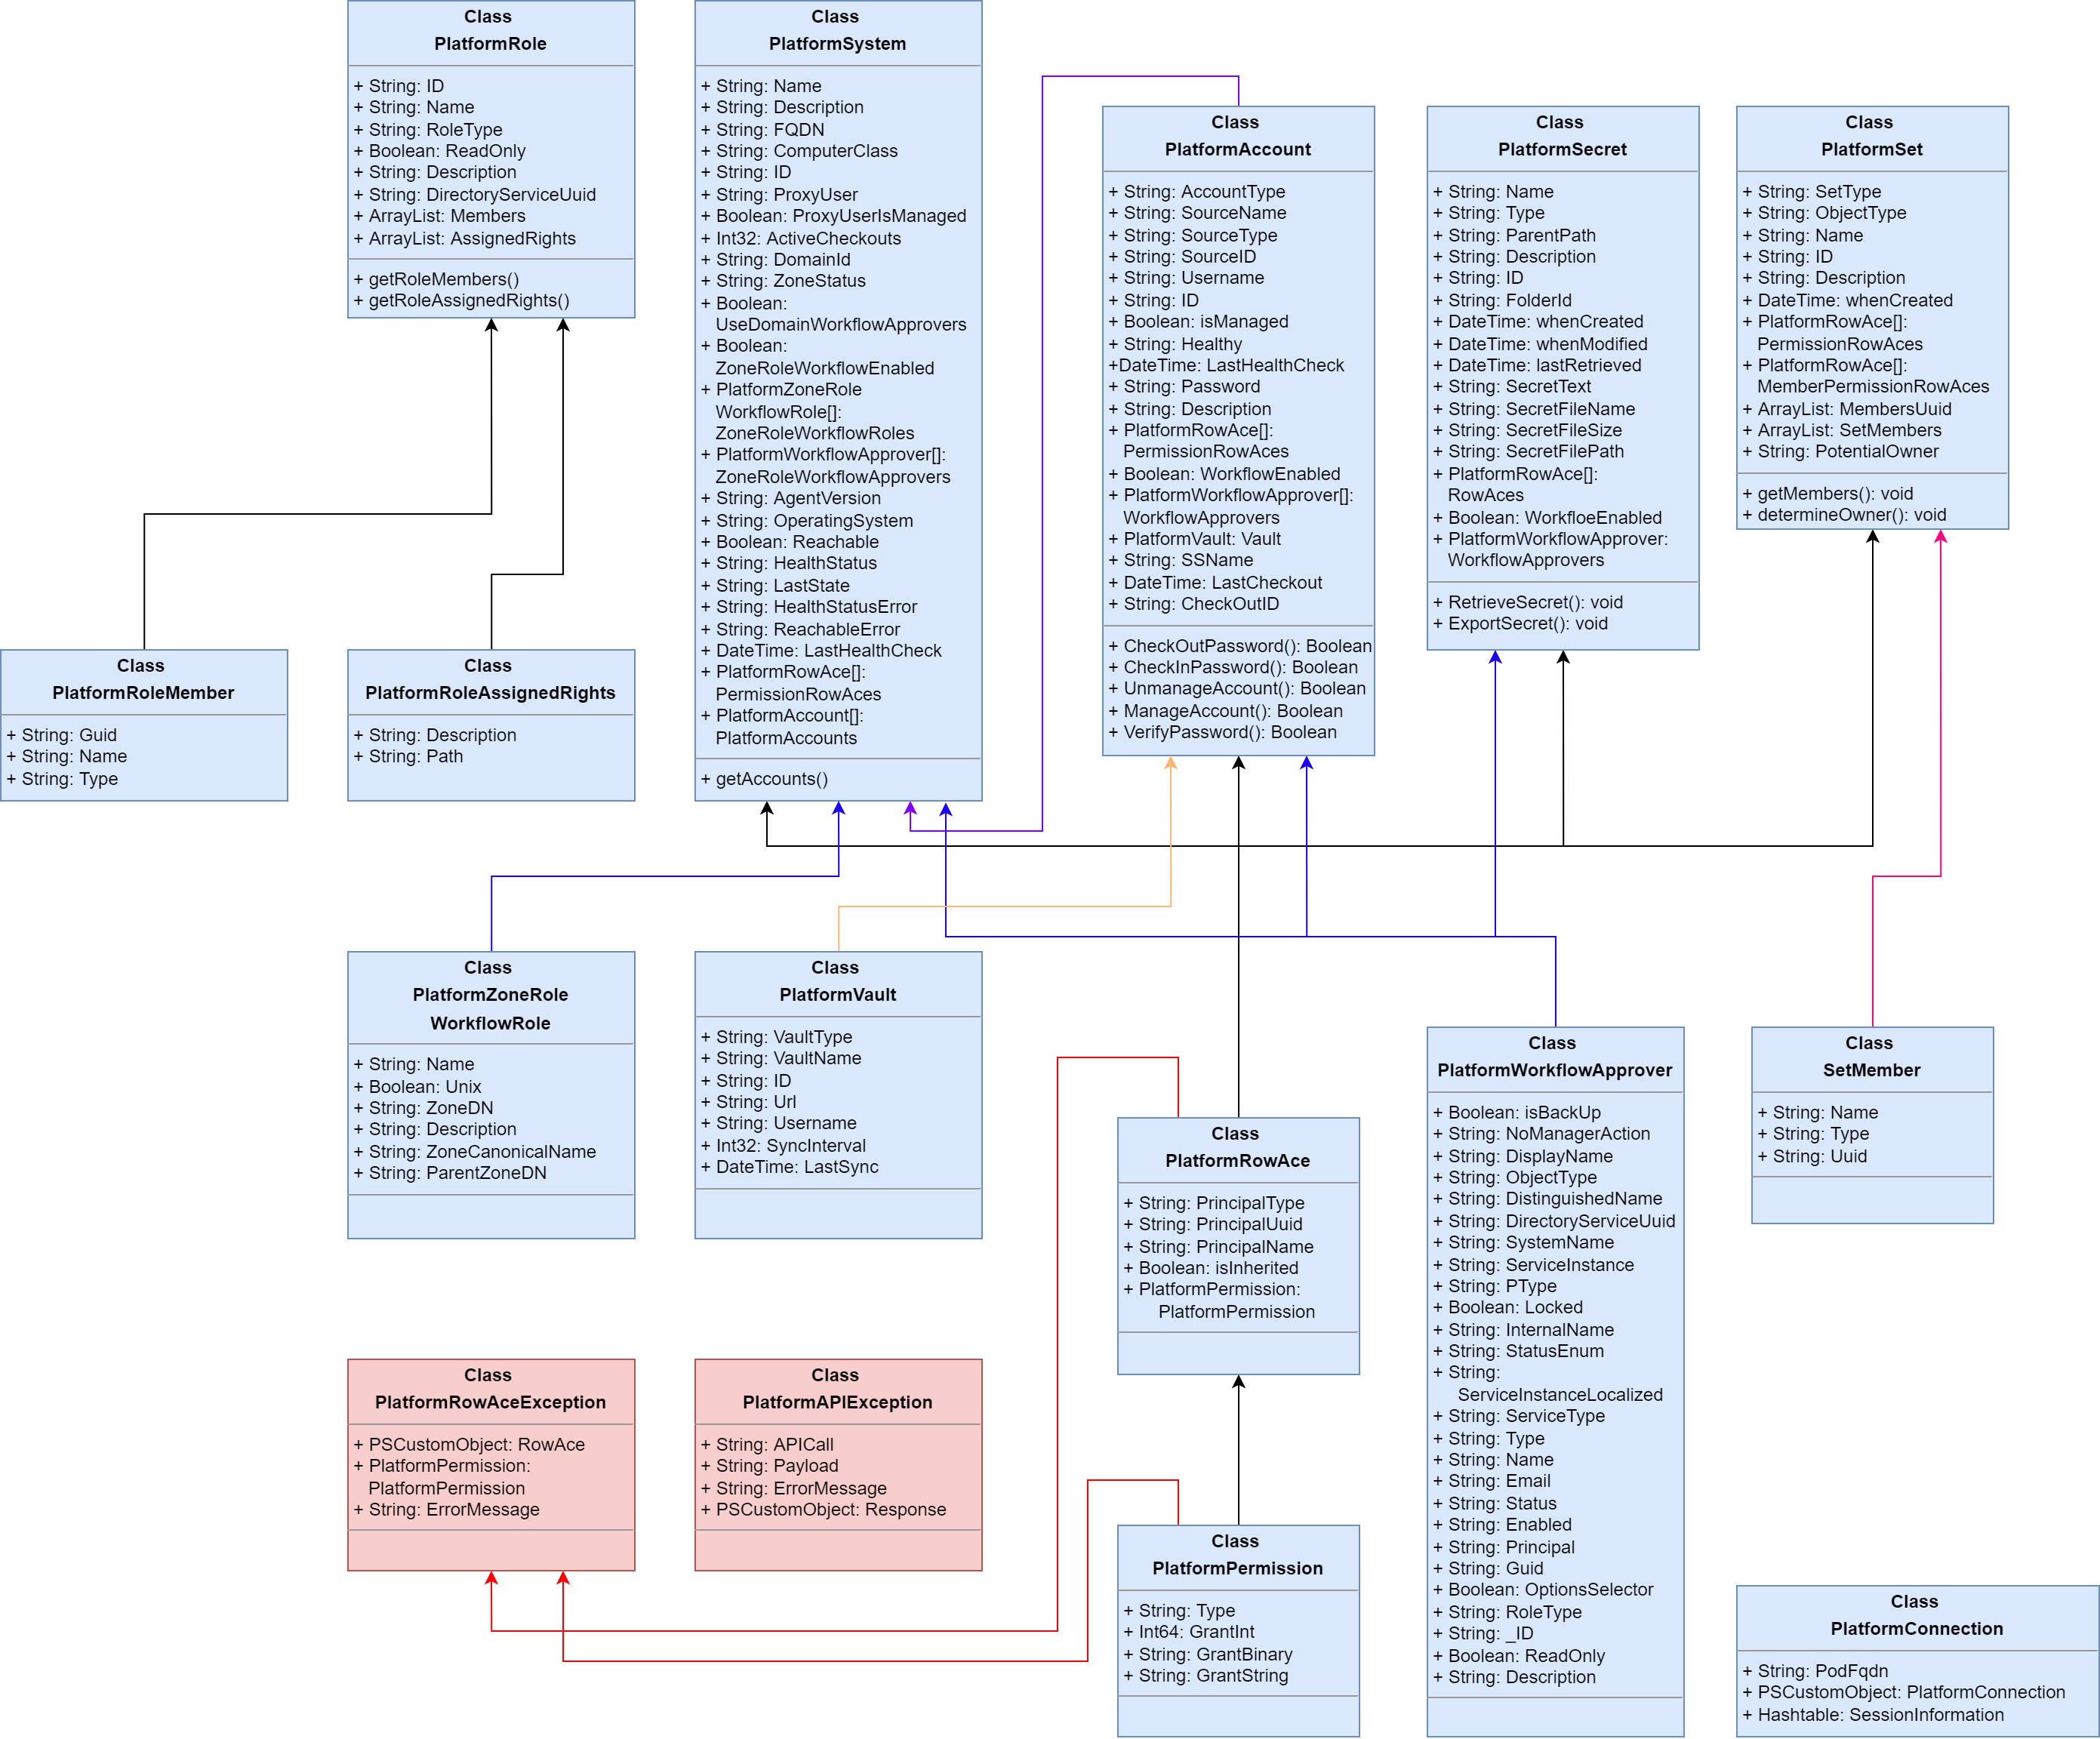 Class
PlatformRole
+ String: ID
+ String: Name
+ String: RoleType
+ Boolean: ReadOnly
+ String: Description
+ String: DirectoryServiceUuid
+ ArrayList: Members
+ ArrayList: AssignedRights
+ getRoleMembers()
+ getRoleAssignedRights()
Class
PlatformSystem
+ String: Name
+ String: Description
+ String: FQDN
+ String: ComputerClass
+ String: ID
+ String: ProxyUser
+ Boolean: ProxyUserIsManaged
+ Int32: ActiveCheckouts
+ String: DomainId
+ String: ZoneStatus
+ Boolean:
UseDomainWorkflowApprovers
+ Boolean:
ZoneRoleWorkflowEnabled
+ PlatformZoneRole
WorkflowRole[]:
ZoneRoleWorkflowRoles
+ PlatformWorkflowApprover[]:
ZoneRoleWorkflowApprovers
+ String: AgentVersion
+ String: OperatingSystem
+ Boolean: Reachable
+ String: HealthStatus
+ String: LastState
+ String: HealthStatusError
+ String: ReachableError
+ DateTime: LastHealthCheck
+ PlatformRowAce[]:
PermissionRowAces
+ PlatformAccount[]:
PlatformAccounts
+ getAccounts()
Class
PlatformAccount
+ String: AccountType
+ String: SourceName
+ String: SourceType
+ String: SourceID
+ String: Username
+ String: ID
+ Boolean: isManaged
+ String: Healthy
+DateTime: LastHealthCheck
+ String: Password
+ String: Description
+ PlatformRowAce[]:
PermissionRowAces
+ Boolean: WorkflowEnabled
+ PlatformWorkflowApprover[]:
WorkflowApprovers
+ PlatformVault: Vault
+ String: SSName
+ DateTime: LastCheckout
+ String: CheckOutID
+ CheckOutPassword(): Boolean
+ CheckInPassword(): Boolean
+ UnmanageAccount(): Boolean
+ ManageAccount(): Boolean
+ VerifyPassword(): Boolean
Class
PlatformSecret
+ String: Name
+ String: Type
+ String: ParentPath
+ String: Description
+ String: ID
+ String: FolderId
+ DateTime: whenCreated
+ DateTime: whenModified
+ DateTime: lastRetrieved
+ String: SecretText
+ String: SecretFileName
+ String: SecretFileSize
+ String: SecretFilePath
+ PlatformRowAce[]:
RowAces
+ Boolean: WorkfloeEnabled
+ PlatformWorkflowApprover:
WorkflowApprovers
+ RetrieveSecret(): void
+ ExportSecret(): void
Class
PlatformSet
+ String: SetType
+ String: ObjectType
+ String: Name
+ String: ID
+ String: Description
+ DateTime: whenCreated
+ PlatformRowAce[]:
PermissionRowAces
+ PlatformRowAce[]:
MemberPermissionRowAces
+ ArrayList: MembersUuid
+ ArrayList: SetMembers
+ String: PotentialOwner
+ getMembers(): void
+ determineOwner(): void
Class
PlatformRoleMember
+ String: Guid
+ String: Name
+ String: Type
Class
PlatformRoleAssignedRights
+ String: Description
+ String: Path
Class
PlatformZoneRole
WorkflowRole
+ String: Name
+ Boolean: Unix
+ String: ZoneDN
+ String: Description
+ String: ZoneCanonicalName
+ String: ParentZoneDN
Class
PlatformVault
+ String: VaultType
+ String: VaultName
+ String: ID
+ String: Url
+ String: Username
+ Int32: SyncInterval
+ DateTime: LastSync
Class
PlatformRowAce
+ String: PrincipalType
+ String: PrincipalUuid
+ String: PrincipalName
+ Boolean: isInherited
+ PlatformPermission:
PlatformPermission
Class
PlatformWorkflowApprover
+ Boolean: isBackUp
+ String: NoManagerAction
+ String: DisplayName
+ String: ObjectType
+ String: DistinguishedName
+ String: DirectoryServiceUuid
+ String: SystemName
+ String: ServiceInstance
+ String: PType
+ Boolean: Locked
+ String: InternalName
+ String: StatusEnum
+ String:
ServiceInstanceLocalized
+ String: ServiceType
+ String: Type
+ String: Name
+ String: Email
+ String: Status
+ String: Enabled
+ String: Principal
+ String: Guid
+ Boolean: OptionsSelector
+ String: RoleType
+ String: _ID
+ Boolean: ReadOnly
+ String: Description
Class
SetMember
+ String: Name
+ String: Type
+ String: Uuid
Class
PlatformRowAceException
+ PSCustomObject: RowAce
+ PlatformPermission:
PlatformPermission
+ String: ErrorMessage
Class
PlatformAPIException
+ String: APICall
+ String: Payload
+ String: ErrorMessage
+ PSCustomObject: Response
Class
PlatformPermission
+ String: Type
+ Int64: GrantInt
+ String: GrantBinary
+ String: GrantString
Class
PlatformConnection
+ String: PodFqdn
+ PSCustomObject: PlatformConnection
+ Hashtable: SessionInformation